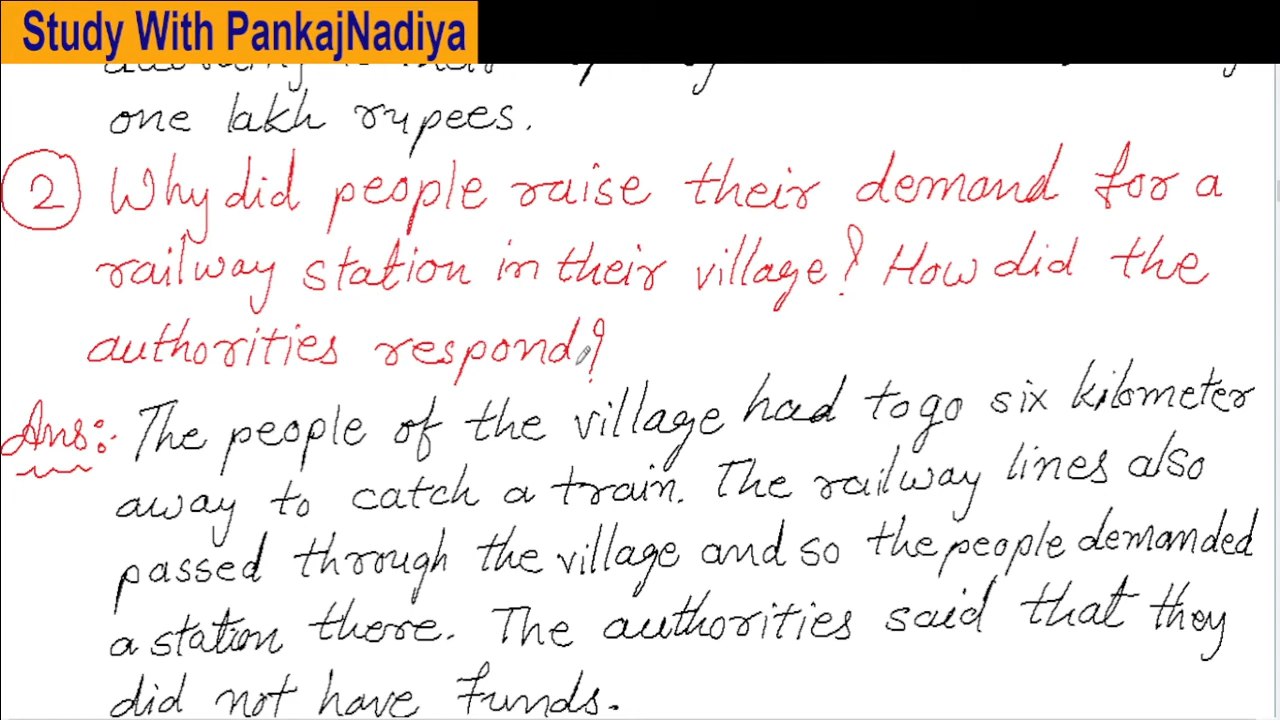 Study With PankajNadiya
one lakh rupees.
2 Why did people raise their demand for a
railway station in their village? How did the
authorities respond?
Ans:- The people of the village had to go six kilometer
away to catch a train. The railway lines also
passed through the village and so the people demanded
a station there. The authorities said that they
did not have funds.